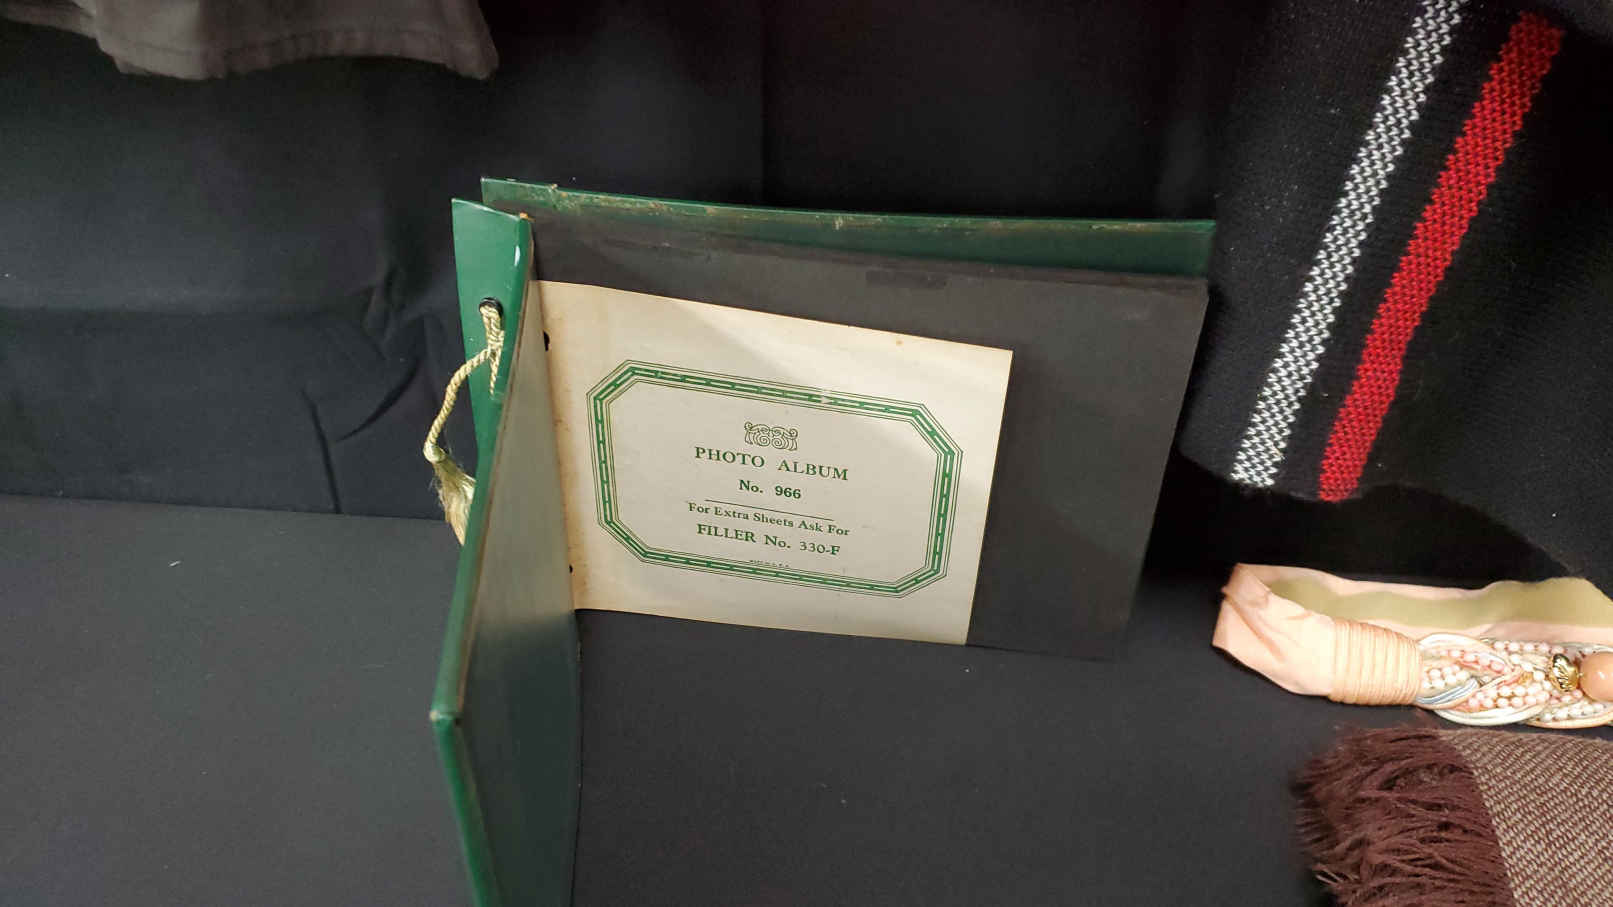 PHOTO ALBUM
No. 966
For Extra Sheets Ask For
FILLER No. 330-F